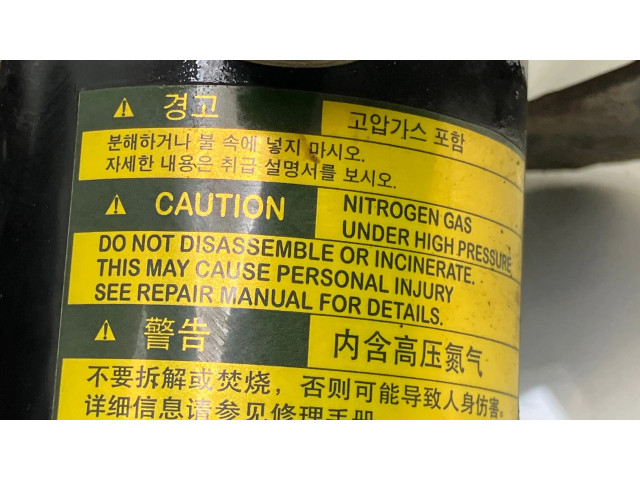 경고
고압가스 포함
분해하거나 불 속에 넣지 마시오.
자세한 내용은 취급 설명서를 보시오.
CAUTION
NITROGEN GAS
UNDER HIGH PRESSURE
DO NOT DISASSEMBLE OR INCINERATE.
THIS MAY CAUSE PERSONAL INJURY
SEE REPAIR MANUAL FOR DETAILS.
警告
内含高压氮气
不要拆解或焚烧，否则可能导致人身伤害。
详细信息请参见修理手册